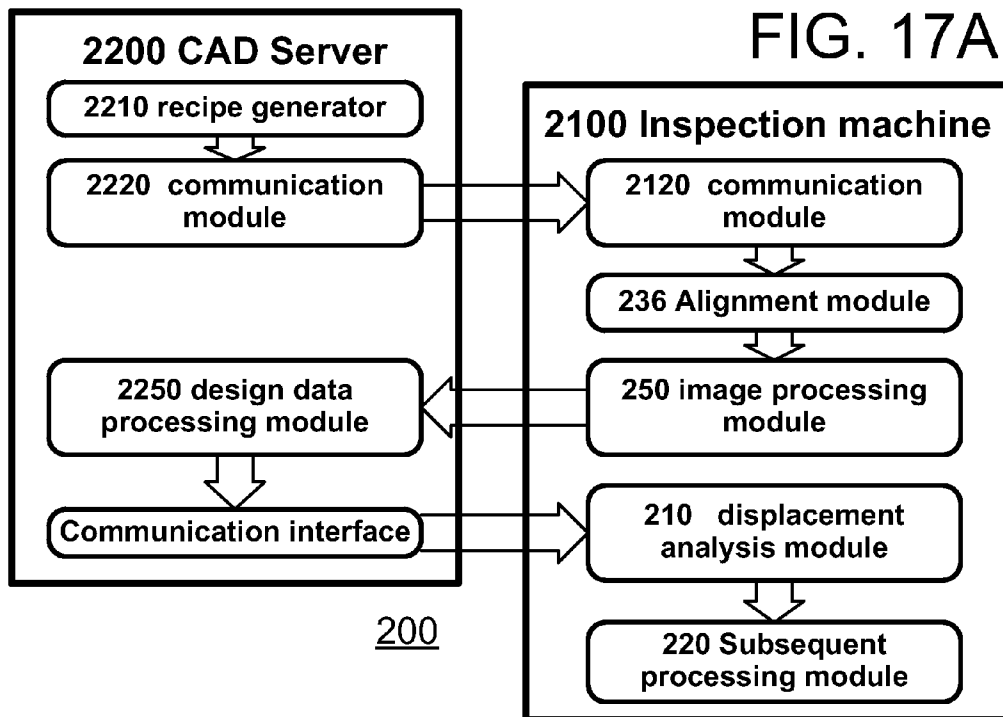 FIG. 17A
2200 CAD Server
2210 recipe generator
2220 communication
module
2250 design data
processing module
Communication interface
2100 Inspection machine
2120 communication
module
236 Alignment module
250 image processing
module
210 displacement
analysis module
220 Subsequent
processing module
200